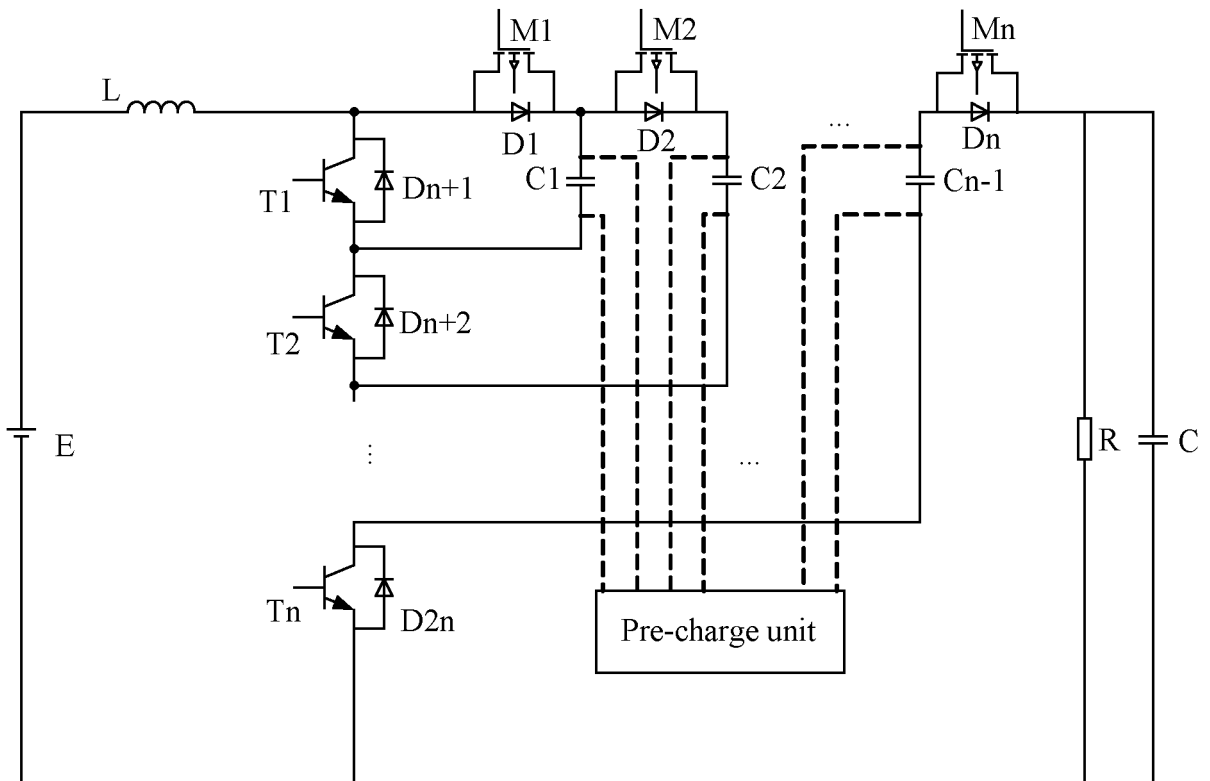 M1
M2
Mn
L
D1
D2
...
Dn
T1
Dn+1
C1
C2
Cn-1
T2
Dn+2
E
...
...
R
C
Tn
D2n
Pre-charge unit